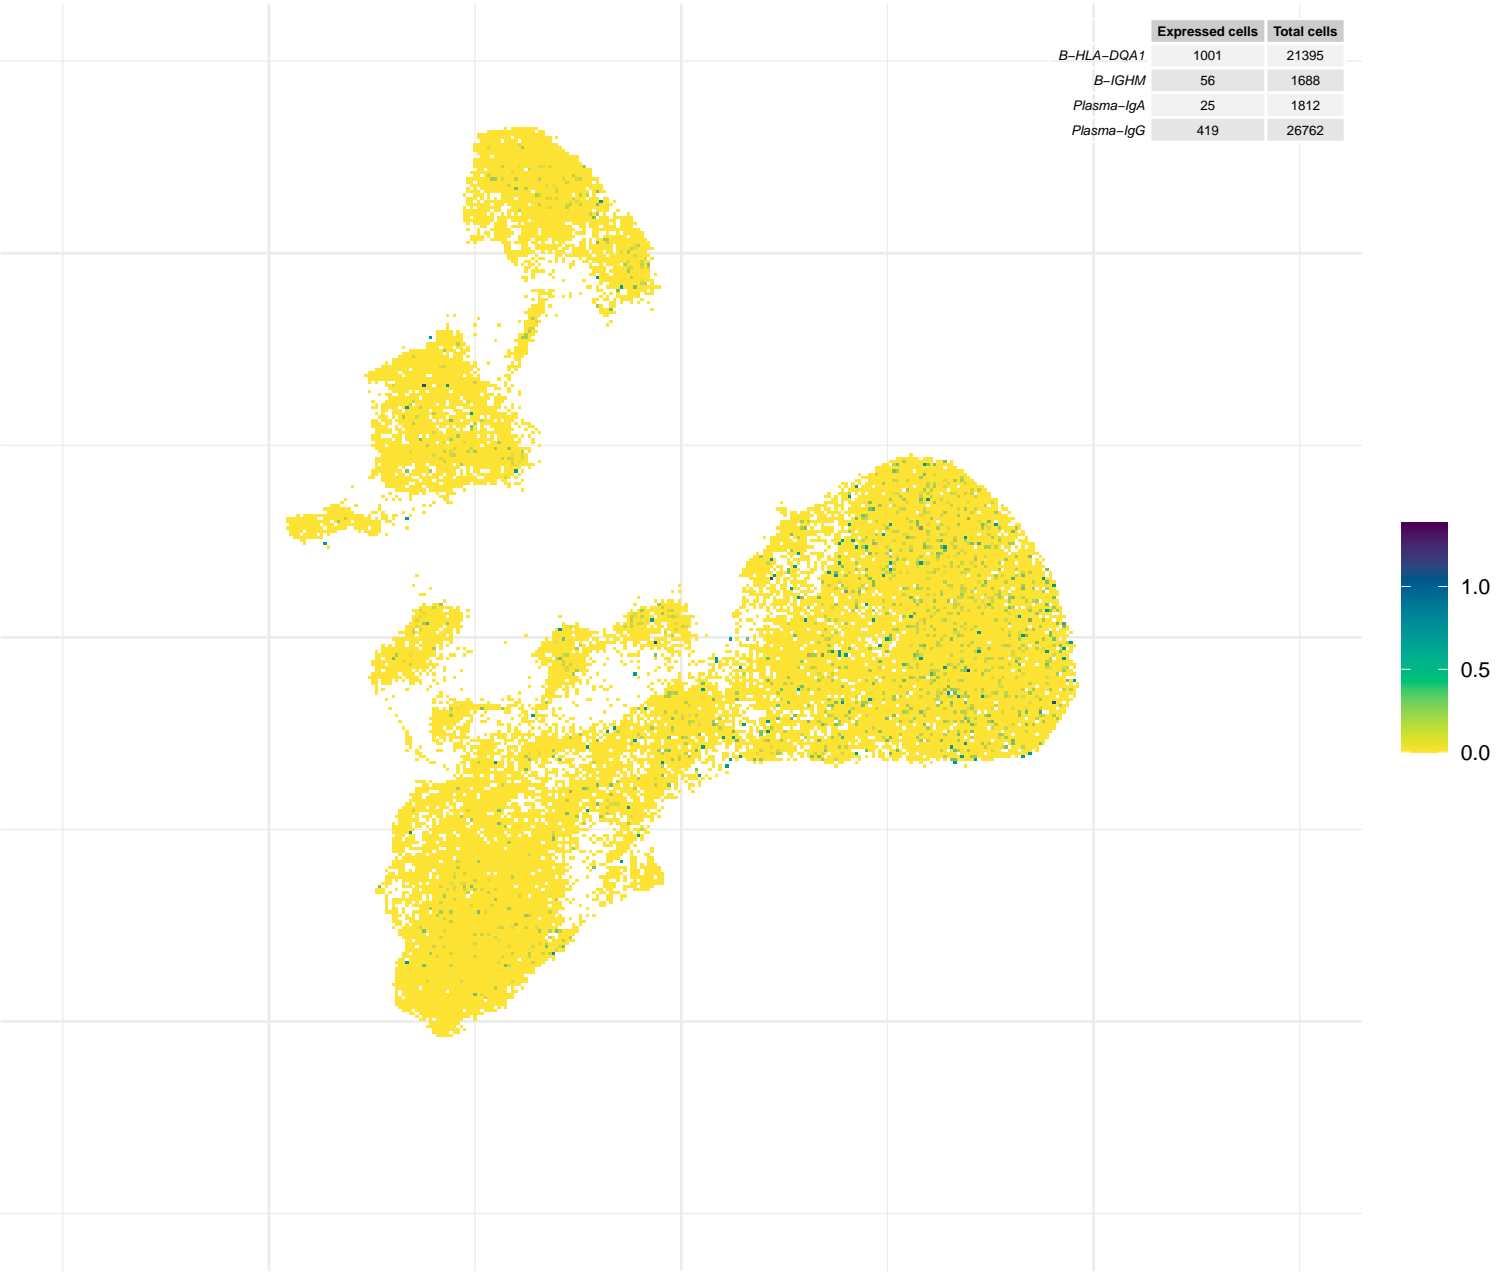 Expressed cells Total cells
B−HLA−DQA1 1001 21395
B−IGHM 56 1688
Plasma−IgA 25 1812
Plasma−IgG 419 26762
1.0
0.5
0.0